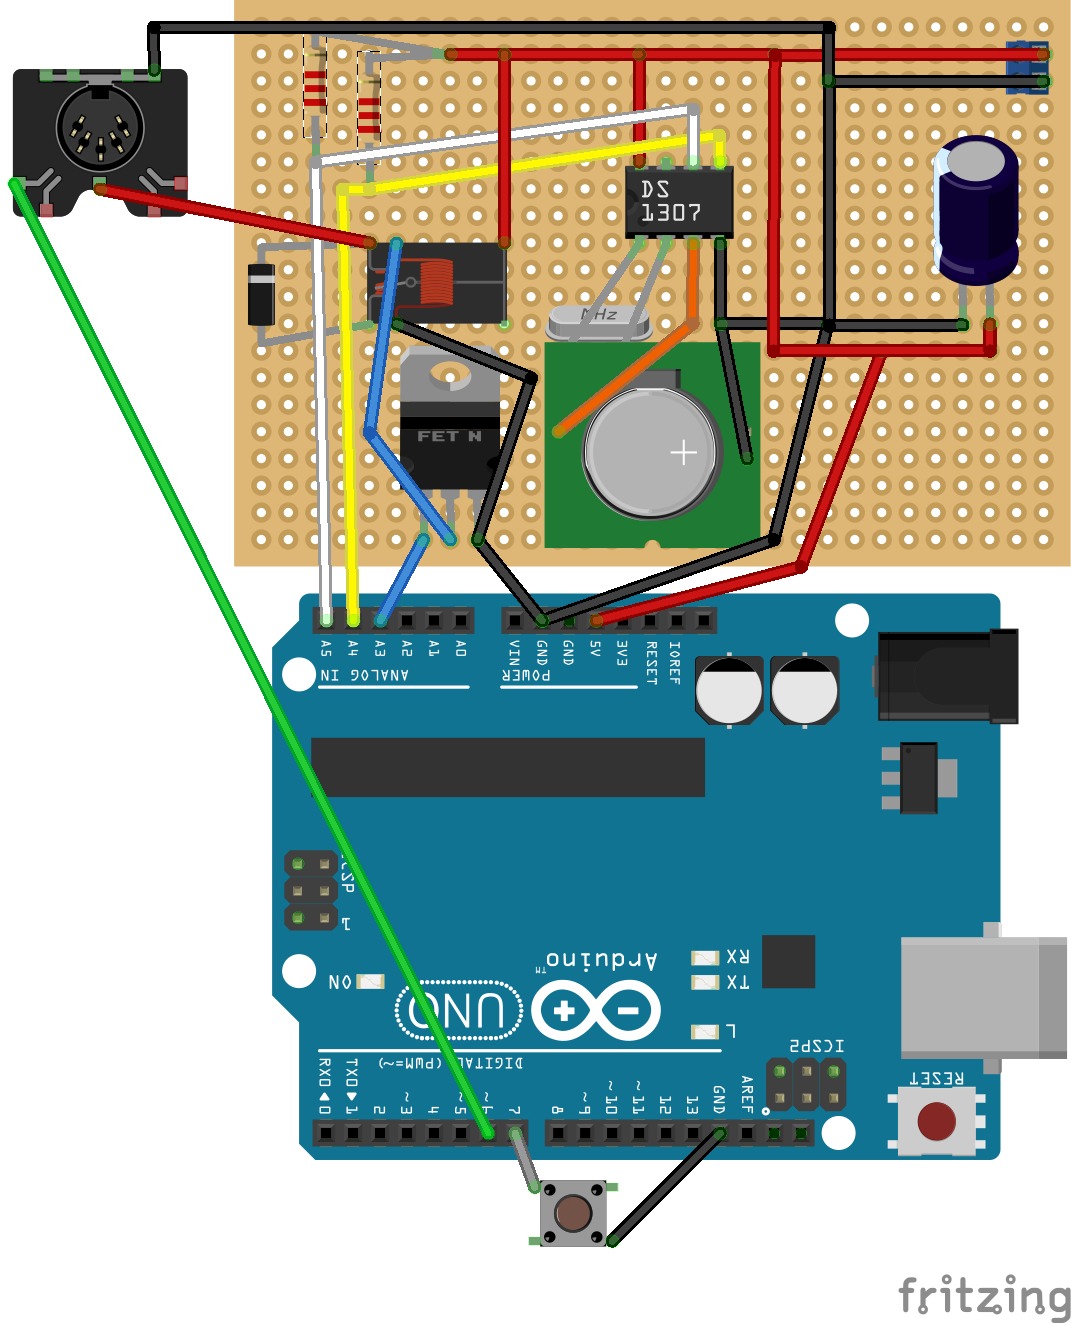 DS
1307
MHz
FET N
A5 A4 A3 A2 A1 A0
VIN GND GND 5V 3V3 RESET IOREF
ANALOG IN
POWER
ICSP
1
ON
UNO
Arduino
TM
RX
TX
L
ICSP2
RESET
DIGITAL (PWM=~)
RX0 TX0
0 1 2 ~3 4 ~5 ~6 7 8 ~9 ~10 ~11 12 13 GND AREF
fritzing